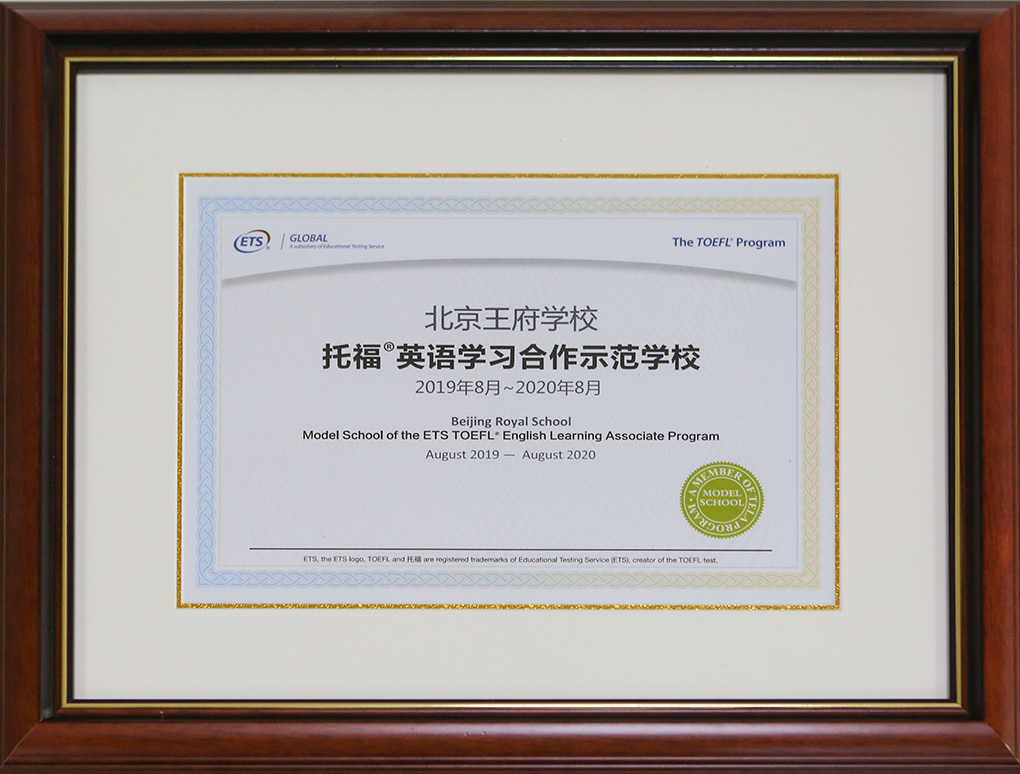 ETS® GLOBAL
A subsidiary of Educational Testing Service
The TOEFL® Program
北京王府学校
托福®英语学习合作示范学校
2019年8月~2020年8月
Beijing Royal School
Model School of the ETS TOEFL® English Learning Associate Program
August 2019 — August 2020
A MEMBER OF TELA PROGRAM
MODEL
SCHOOL
ETS, the ETS logo, TOEFL and 托福 are registered trademarks of Educational Testing Service (ETS), creator of the TOEFL test.